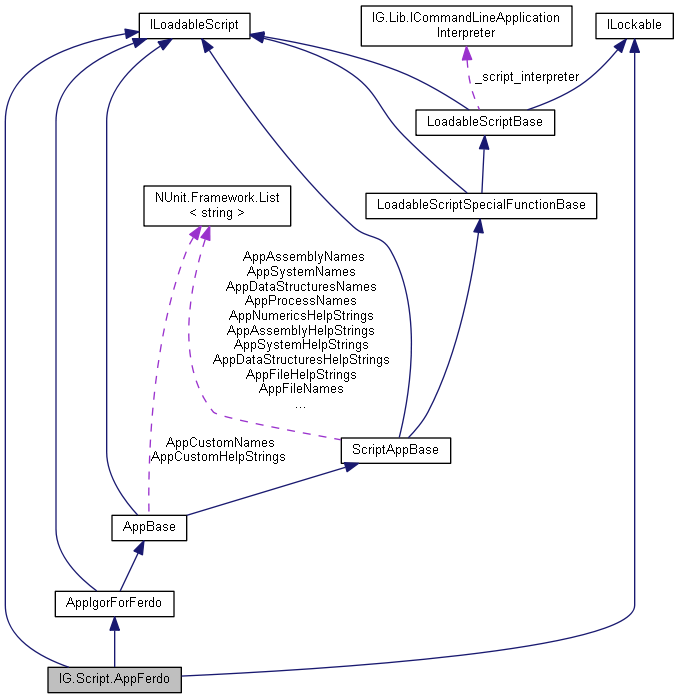 ILoadableScript
IG.Lib.ICommandLineApplication
Interpreter
ILockable
_script_interpreter
LoadableScriptBase
NUnit.Framework.List
< string >
LoadableScriptSpecialFunctionBase
AppAssemblyNames
AppSystemNames
AppDataStructuresNames
AppProcessNames
AppNumericsHelpStrings
AppAssemblyHelpStrings
AppSystemHelpStrings
AppDataStructuresHelpStrings
AppFileHelpStrings
AppFileNames
...
AppCustomNames
AppCustomHelpStrings
ScriptAppBase
AppBase
AppIgorForFerdo
IG.Script.AppFerdo